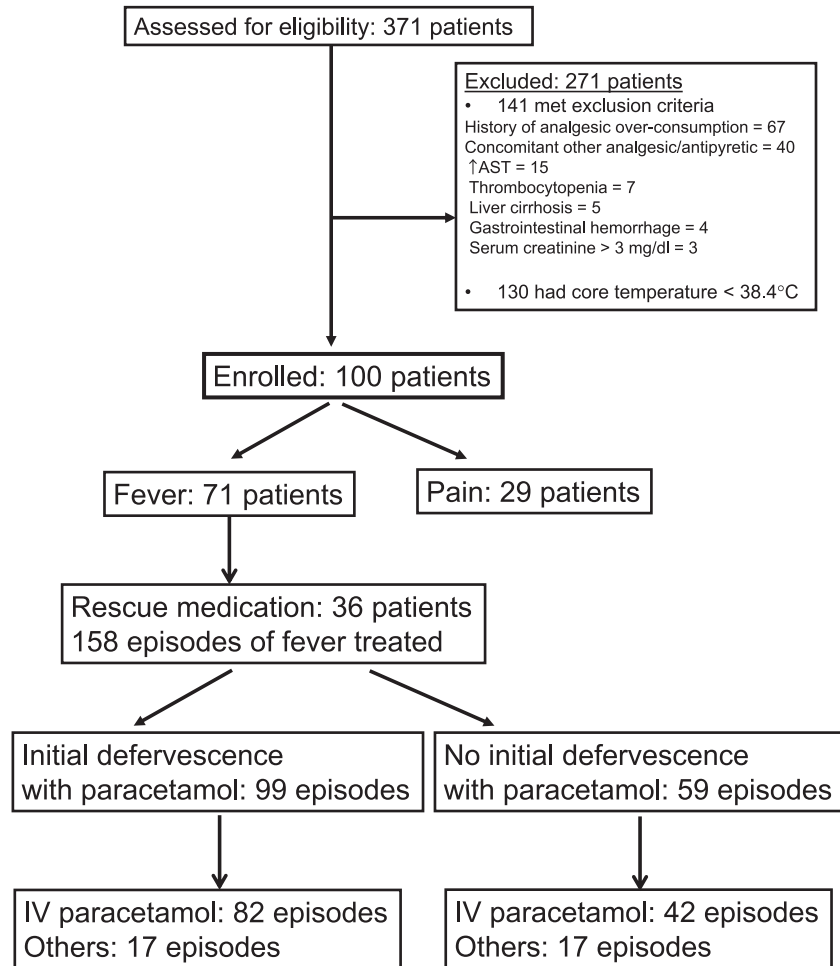 Assessed for eligibility: 371 patients
Excluded: 271 patients
• 141 met exclusion criteria
History of analgesic over-consumption = 67
Concomitant other analgesic/antipyretic = 40
↑AST = 15
Thrombocytopenia = 7
Liver cirrhosis = 5
Gastrointestinal hemorrhage = 4
Serum creatinine > 3 mg/dl = 3
• 130 had core temperature < 38.4°C
Enrolled: 100 patients
Fever: 71 patients
Pain: 29 patients
Rescue medication: 36 patients
158 episodes of fever treated
Initial defervescence
with paracetamol: 99 episodes
No initial defervescence
with paracetamol: 59 episodes
IV paracetamol: 82 episodes
Others: 17 episodes
IV paracetamol: 42 episodes
Others: 17 episodes